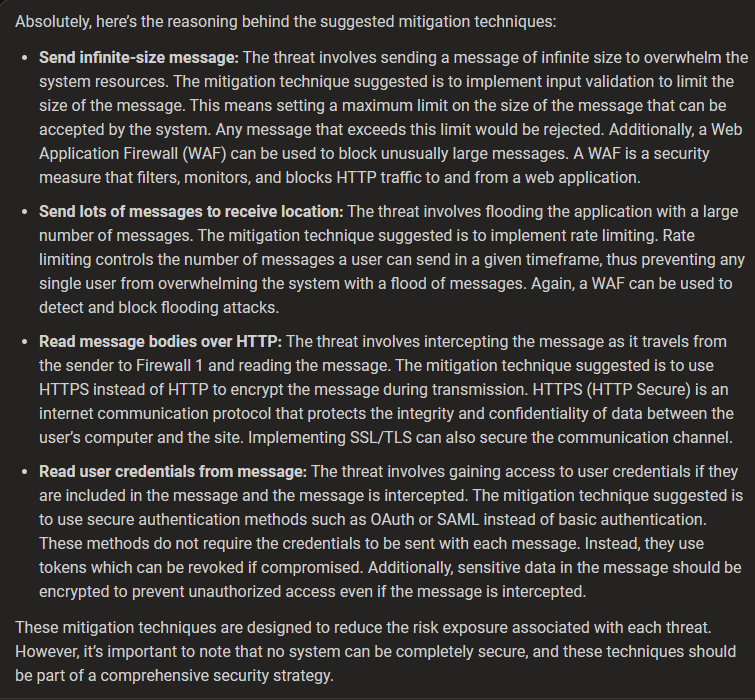 Absolutely, here’s the reasoning behind the suggested mitigation techniques:
• Send infinite-size message: The threat involves sending a message of infinite size to overwhelm the
system resources. The mitigation technique suggested is to implement input validation to limit the
size of the message. This means setting a maximum limit on the size of the message that can be
accepted by the system. Any message that exceeds this limit would be rejected. Additionally, a Web
Application Firewall (WAF) can be used to block unusually large messages. A WAF is a security
measure that filters, monitors, and blocks HTTP traffic to and from a web application.
• Send lots of messages to receive location: The threat involves flooding the application with a large
number of messages. The mitigation technique suggested is to implement rate limiting. Rate
limiting controls the number of messages a user can send in a given timeframe, thus preventing any
single user from overwhelming the system with a flood of messages. Again, a WAF can be used to
detect and block flooding attacks.
• Read message bodies over HTTP: The threat involves intercepting the message as it travels from
the sender to Firewall 1 and reading the message. The mitigation technique suggested is to use
HTTPS instead of HTTP to encrypt the message during transmission. HTTPS (HTTP Secure) is an
internet communication protocol that protects the integrity and confidentiality of data between the
user’s computer and the site. Implementing SSL/TLS can also secure the communication channel.
• Read user credentials from message: The threat involves gaining access to user credentials if they
are included in the message and the message is intercepted. The mitigation technique suggested is
to use secure authentication methods such as OAuth or SAML instead of basic authentication.
These methods do not require the credentials to be sent with each message. Instead, they use
tokens which can be revoked if compromised. Additionally, sensitive data in the message should be
encrypted to prevent unauthorized access even if the message is intercepted.
These mitigation techniques are designed to reduce the risk exposure associated with each threat.
However, it’s important to note that no system can be completely secure, and these techniques should
be part of a comprehensive security strategy.